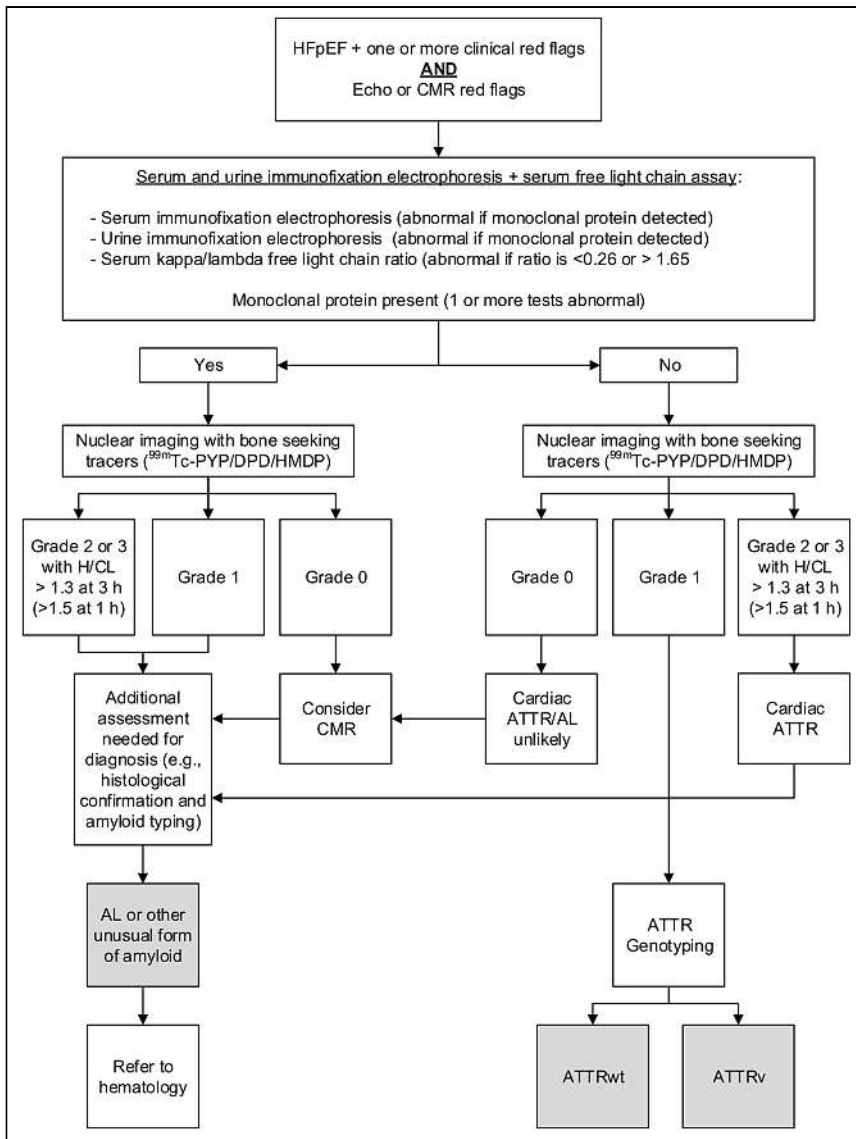 HFpEF + one or more clinical red flags
AND
Echo or CMR red flags
Serum and urine immunofixation electrophoresis + serum free light chain assay:
- Serum immunofixation electrophoresis (abnormal if monoclonal protein detected)
- Urine immunofixation electrophoresis (abnormal if monoclonal protein detected)
- Serum kappa/lambda free light chain ratio (abnormal if ratio is <0.26 or > 1.65
Monoclonal protein present (1 or more tests abnormal)
Yes
No
Nuclear imaging with bone seeking
tracers (99mTc-PYP/DPD/HMDP)
Nuclear imaging with bone seeking
tracers (99mTc-PYP/DPD/HMDP)
Grade 2 or 3
with H/CL
> 1.3 at 3 h
(>1.5 at 1 h)
Grade 1
Grade 0
Grade 0
Grade 1
Grade 2 or 3
with H/CL
> 1.3 at 3 h
(>1.5 at 1 h)
Additional
assessment
needed for
diagnosis (e.g.,
histological
confirmation and
amyloid typing)
Consider
CMR
Cardiac
ATTR/AL
unlikely
Cardiac
ATTR
AL or other
unusual form
of amyloid
ATTR
Genotyping
Refer to
hematology
ATTRwt
ATTRv